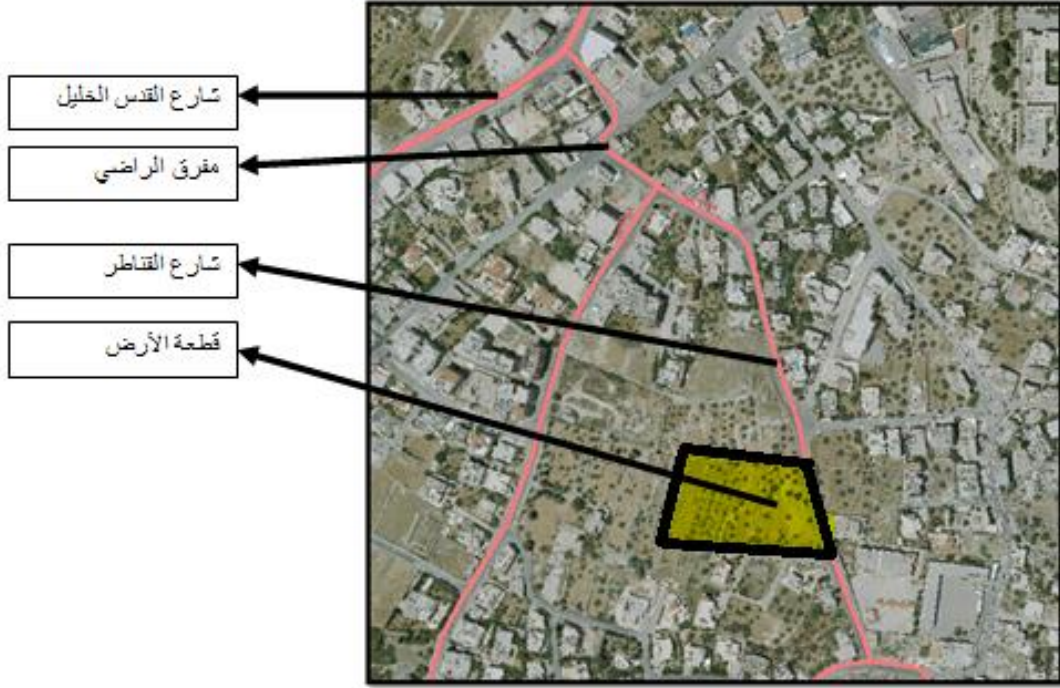 شارع القدس الخليل
مفرق الراضي
شارع القناطر
قطعة الأرض